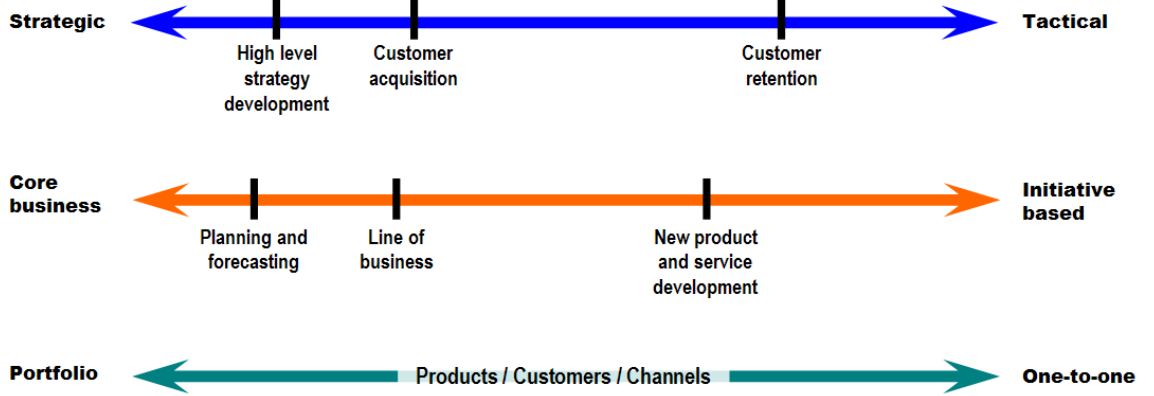 Strategic
Tactical
High level
strategy
development
Customer
acquisition
Customer
retention
Core
business
Initiative
based
Planning and
forecasting
Line of
business
New product
and service
development
Portfolio
Products / Customers / Channels
One-to-one